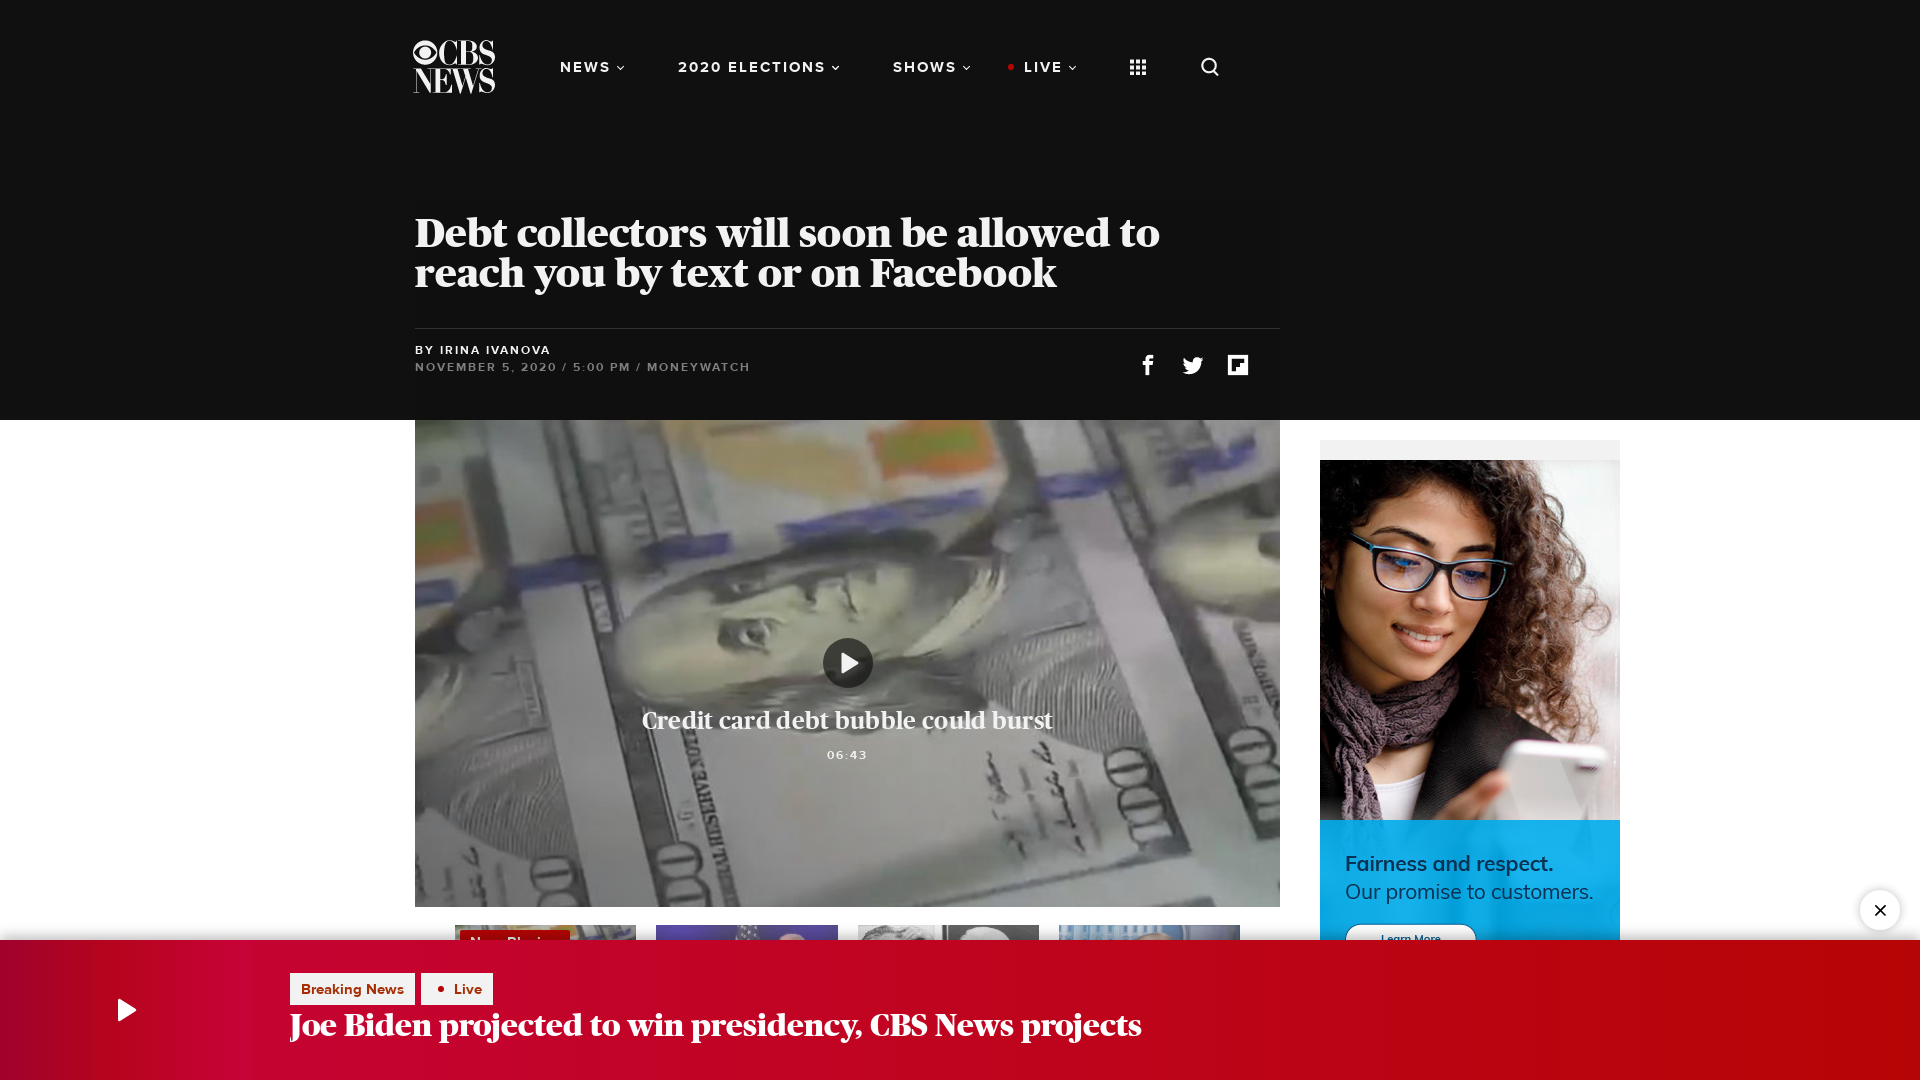 CBS NEWS
NEWS
2020 ELECTIONS
SHOWS
LIVE
Debt collectors will soon be allowed to
reach you by text or on Facebook
BY IRINA IVANOVA
NOVEMBER 5, 2020 / 5:00 PM / MONEYWATCH
Credit card debt bubble could burst
06:43
Fairness and respect.
Our promise to customers.
Learn More
Breaking News
Live
Joe Biden projected to win presidency, CBS News projects